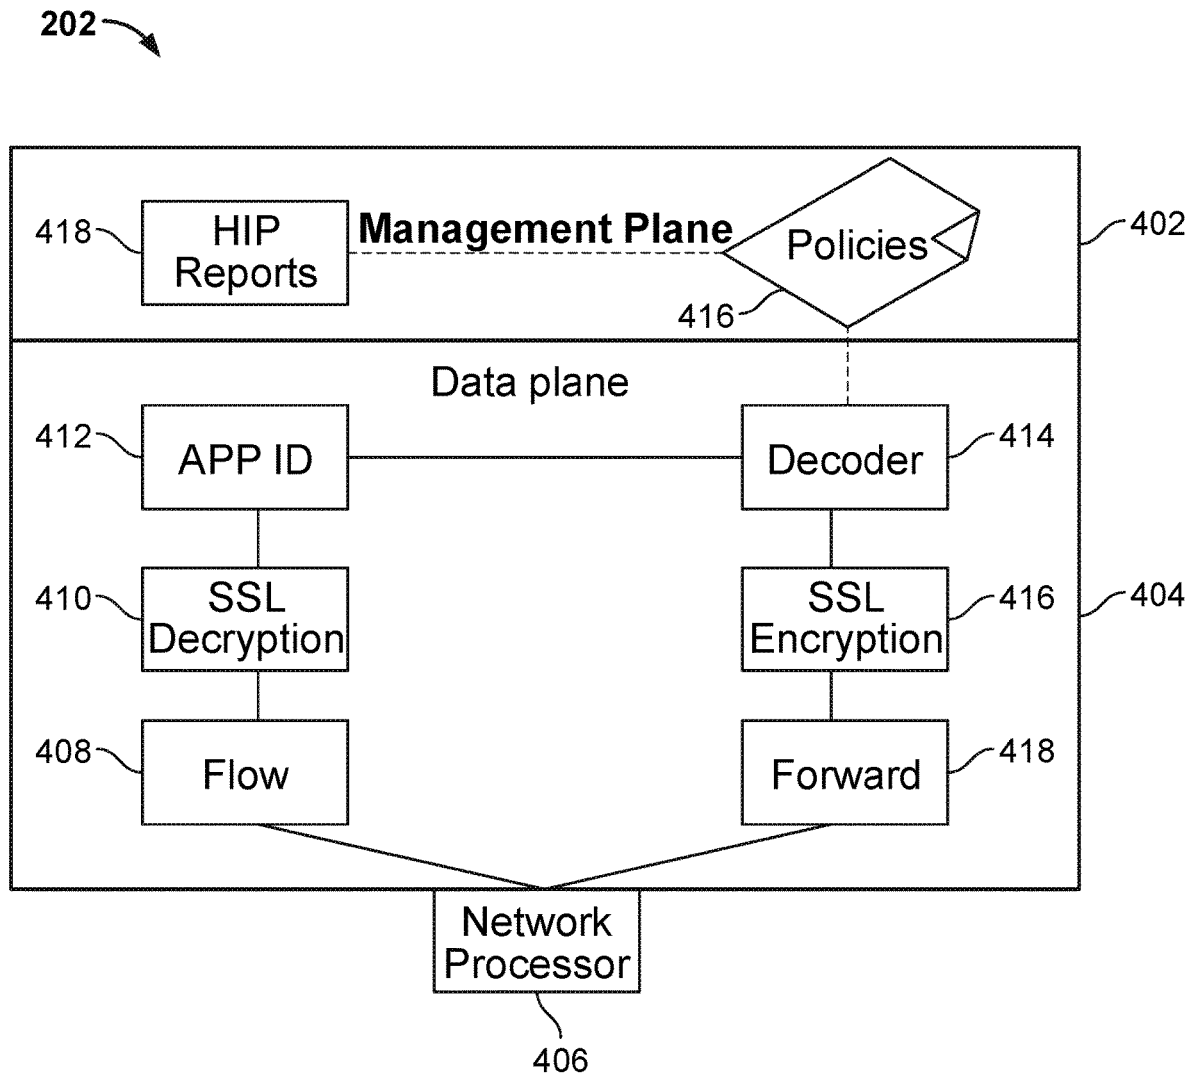 202
418
HIP
Reports
Management Plane
Policies
416
402
Data plane
412
APP ID
Decoder
414
410
SSL
Decryption
SSL
Encryption
416
404
408
Flow
Forward
418
Network
Processor
406